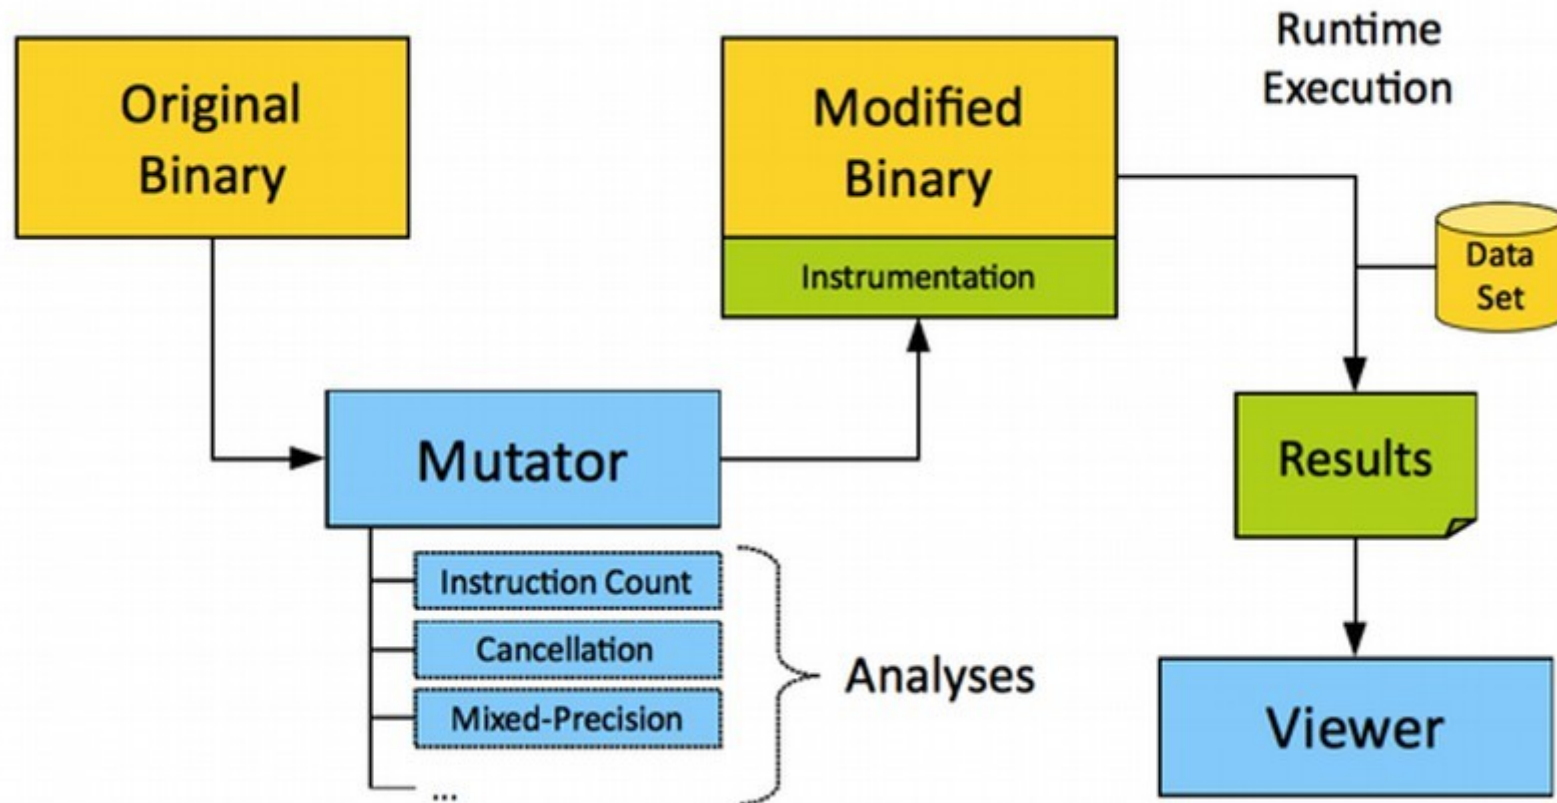 Original
Binary
Modified
Binary
Instrumentation
Runtime
Execution
Data
Set
Mutator
Results
Instruction Count
Cancellation
Mixed-Precision
...
Analyses
Viewer